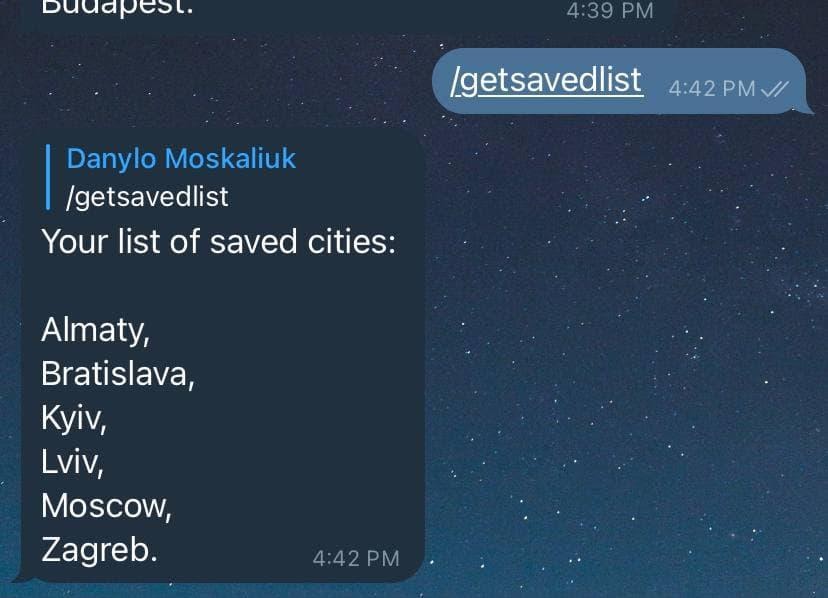 Budapest.
4:39 PM
/getsavedlist 4:42 PM
Danylo Moskaliuk
/getsavedlist
Your list of saved cities:
Almaty,
Bratislava,
Kyiv,
Lviv,
Moscow,
Zagreb.
4:42 PM